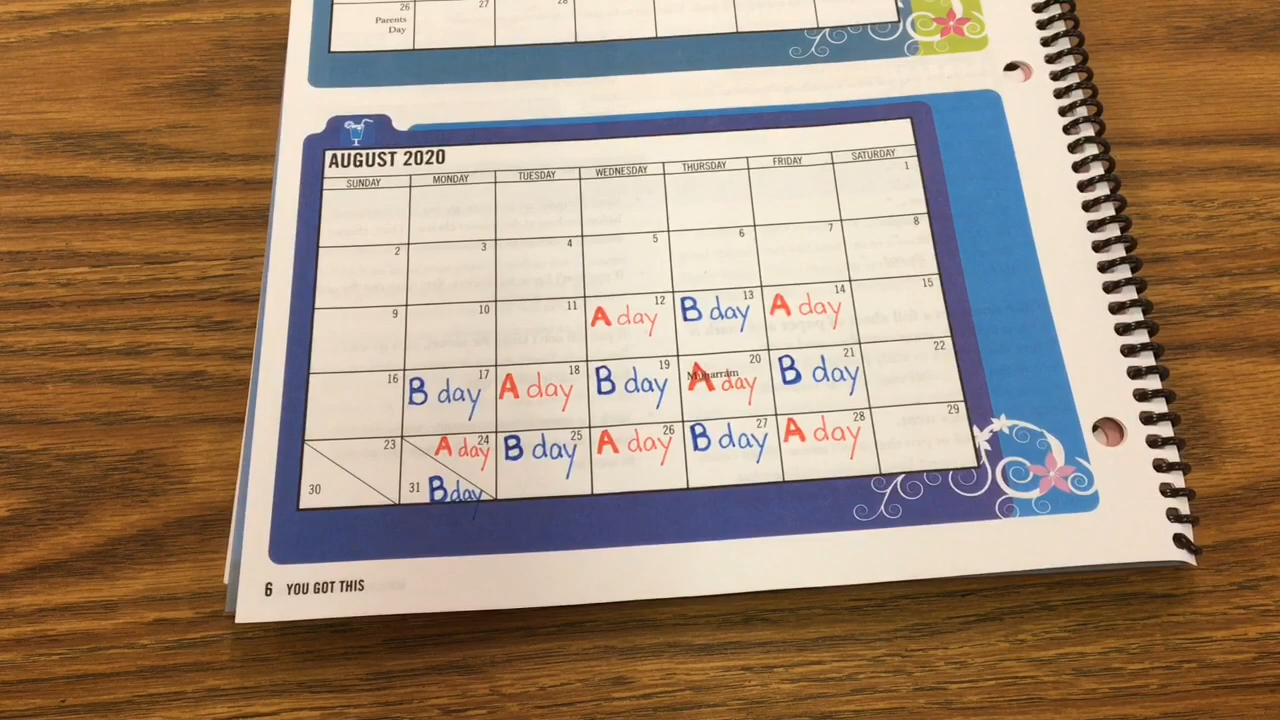 26 27 28
Parents
Day
AUGUST 2020
SUNDAY MONDAY TUESDAY WEDNESDAY THURSDAY FRIDAY SATURDAY
1
2 3 4 5 6 7 8
9 10 11 12 13 14 15
A day B day A day
16 17 18 19 20 21 22
B day A day B day A day B day
Muharram
23 24 25 26 27 28 29
A day B day A day B day A day
30 31
B day
6 YOU GOT THIS